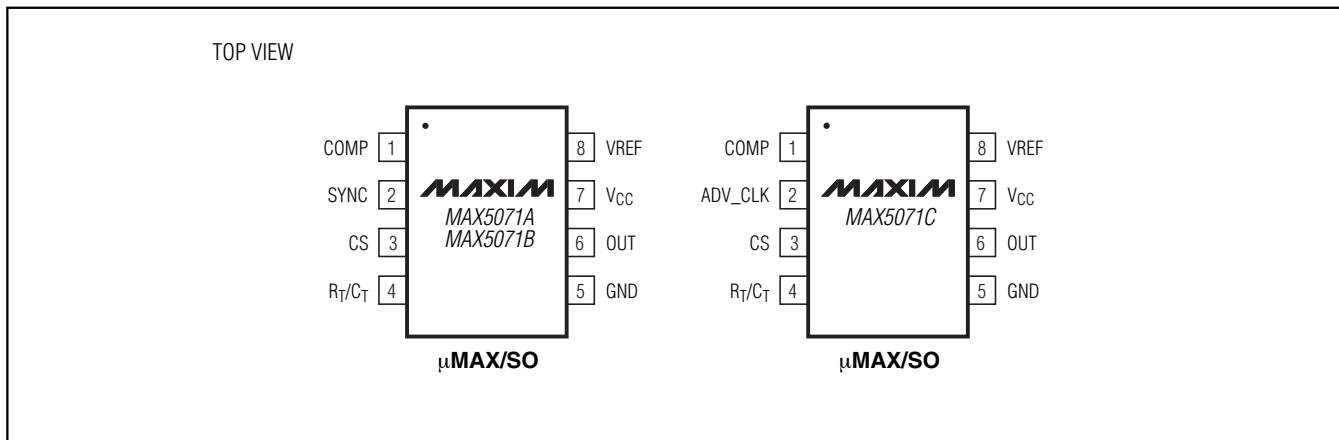 TOP VIEW
COMP 1
SYNC 2
CS 3
RT/CT 4
8 VREF
7 VCC
6 OUT
5 GND
MAXIM
MAX5071A
MAX5071B
μMAX/SO
COMP 1
ADV_CLK 2
CS 3
RT/CT 4
8 VREF
7 VCC
6 OUT
5 GND
MAXIM
MAX5071C
μMAX/SO